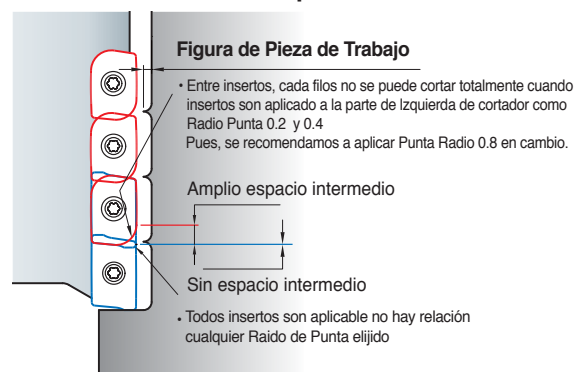 Figura de Pieza de Trabajo
• Entre insertos, cada filos no se puede cortar totalmente cuando
insertos son aplicado a la parte de Izquierda de cortador como
Radio Punta 0.2 y 0.4
Pues, se recomendamos a aplicar Punta Radio 0.8 en cambio.
Amplio espacio intermedio
Sin espacio intermedio
• Todos insertos son aplicable no hay relación
cualquier Raido de Punta elijido